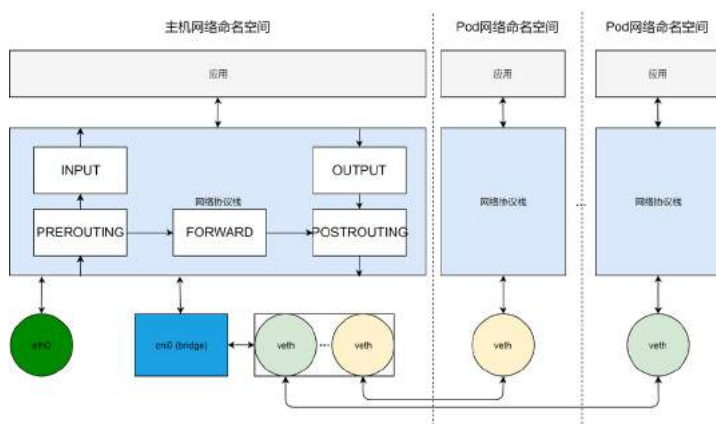 主机网络命名空间
Pod网络命名空间
Pod网络命名空间
应用
应用
应用
INPUT
OUTPUT
网络协议栈
网络协议栈
网络协议栈
...
PREROUTING
FORWARD
POSTROUTING
eth0
cni0 (bridge)
veth
...
veth
veth
veth